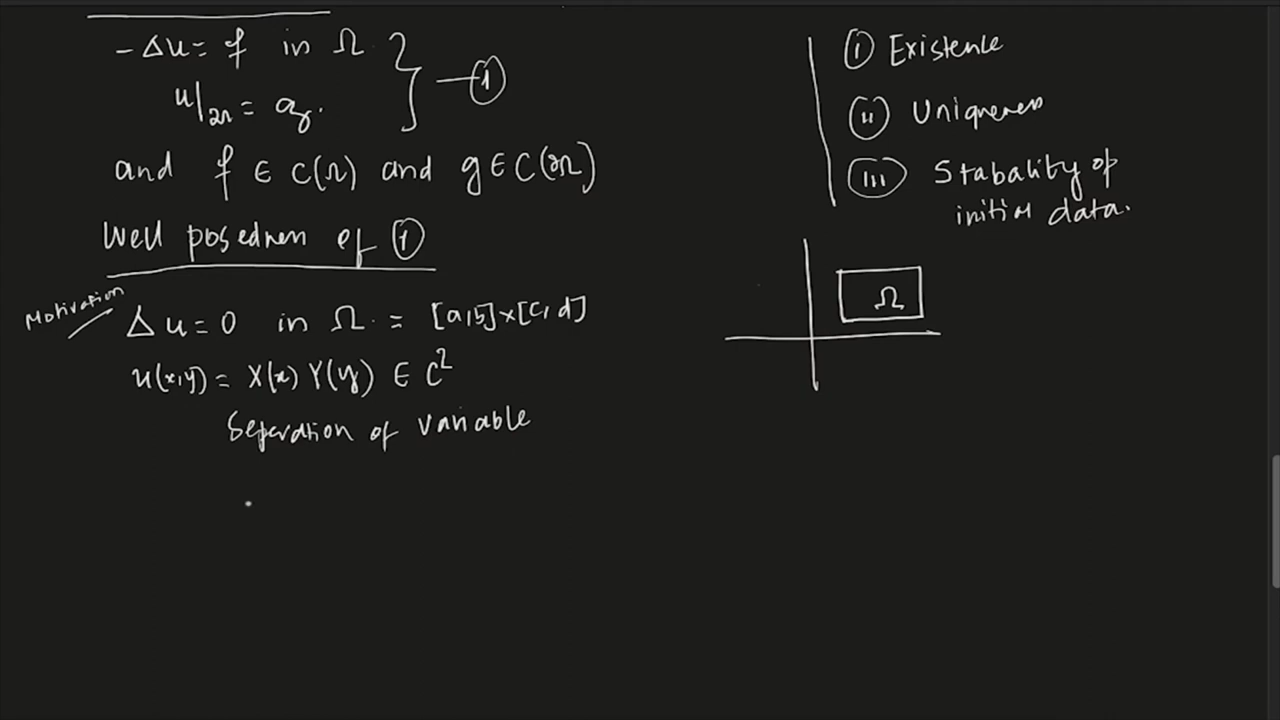 -Δu = f in Ω } — ①
u|∂Ω = g.
and f ∈ C(Ω) and g ∈ C(∂Ω)
Well posedness of ①
Motivation
Δu = 0 in Ω = [a,b]×[c,d]
u(x,y) = X(x) Y(y) ∈ C²
Separation of variable
(i) Existence
(ii) Uniqueness
(iii) Stabality of
initial data.
Ω